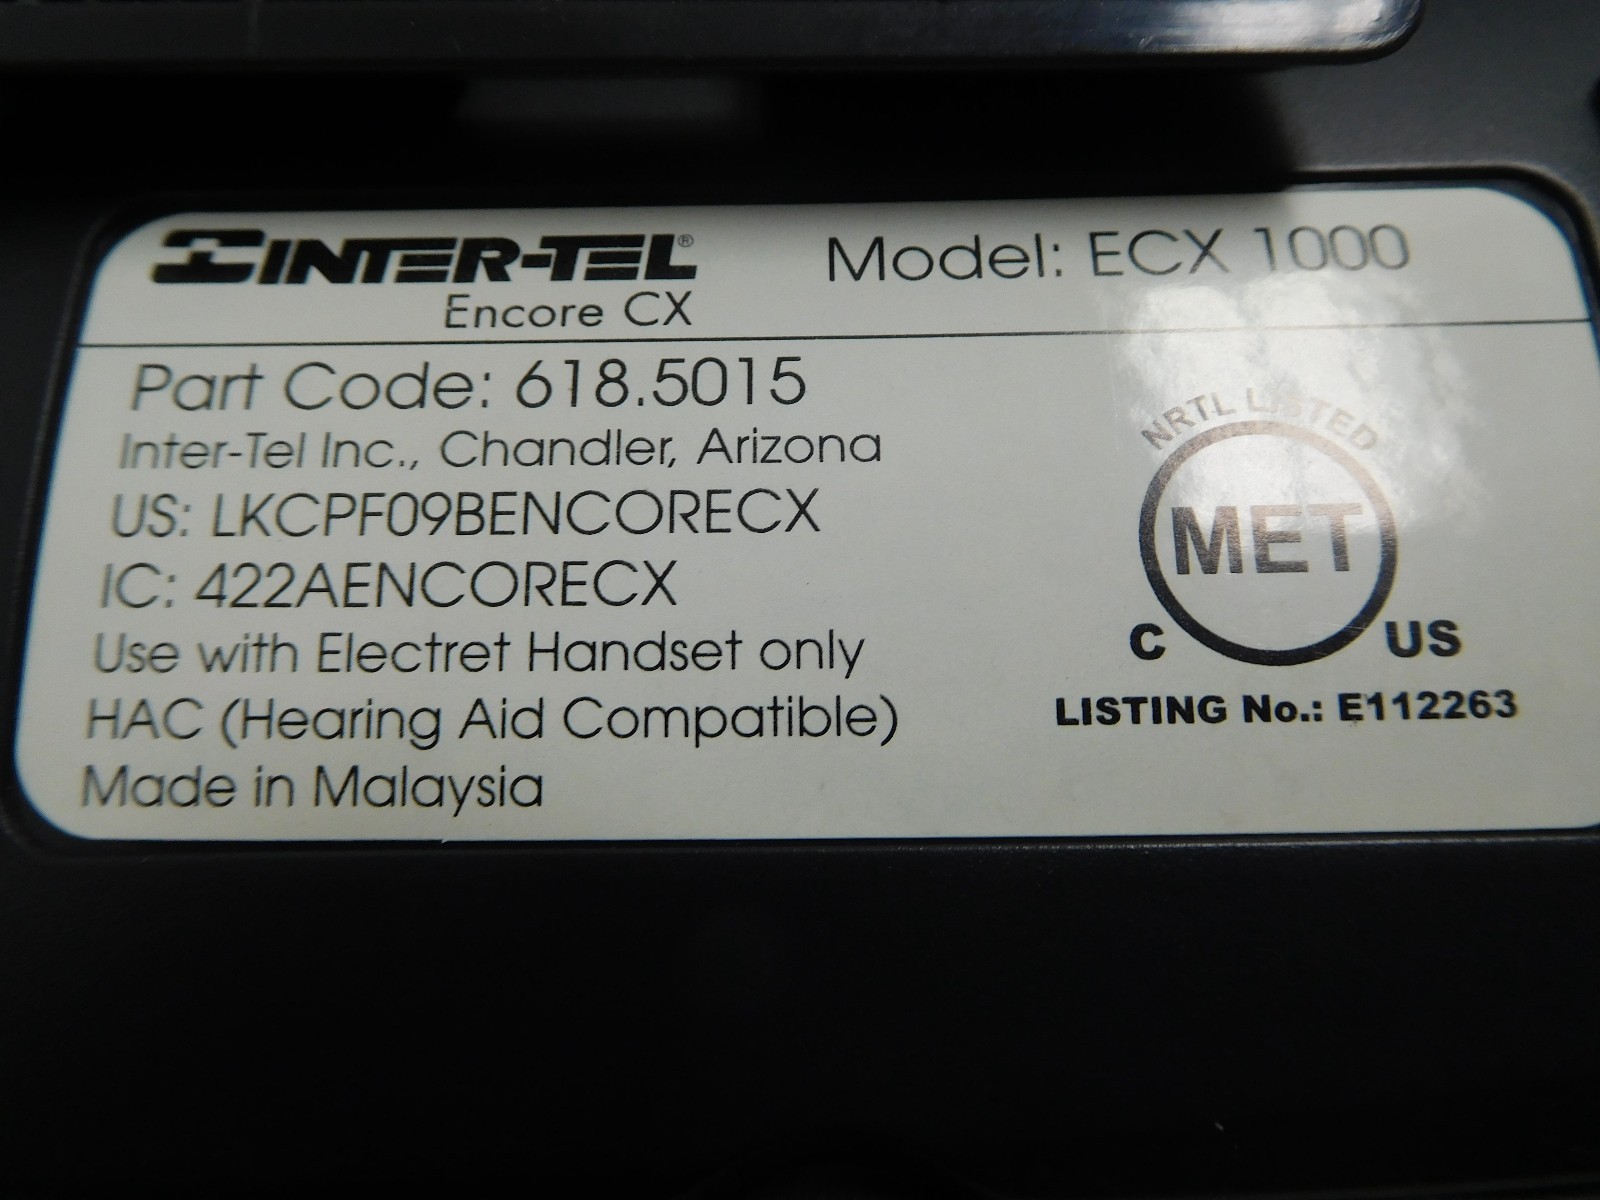 INTER-TEL® Model: ECX 1000
Encore CX
Part Code: 618.5015
Inter-Tel Inc., Chandler, Arizona
US: LKCPF09BENCORECX
IC: 422AENCORECX
Use with Electret Handset only
HAC (Hearing Aid Compatible)
Made in Malaysia
NRTL LISTED
MET
C US
LISTING No.: E112263